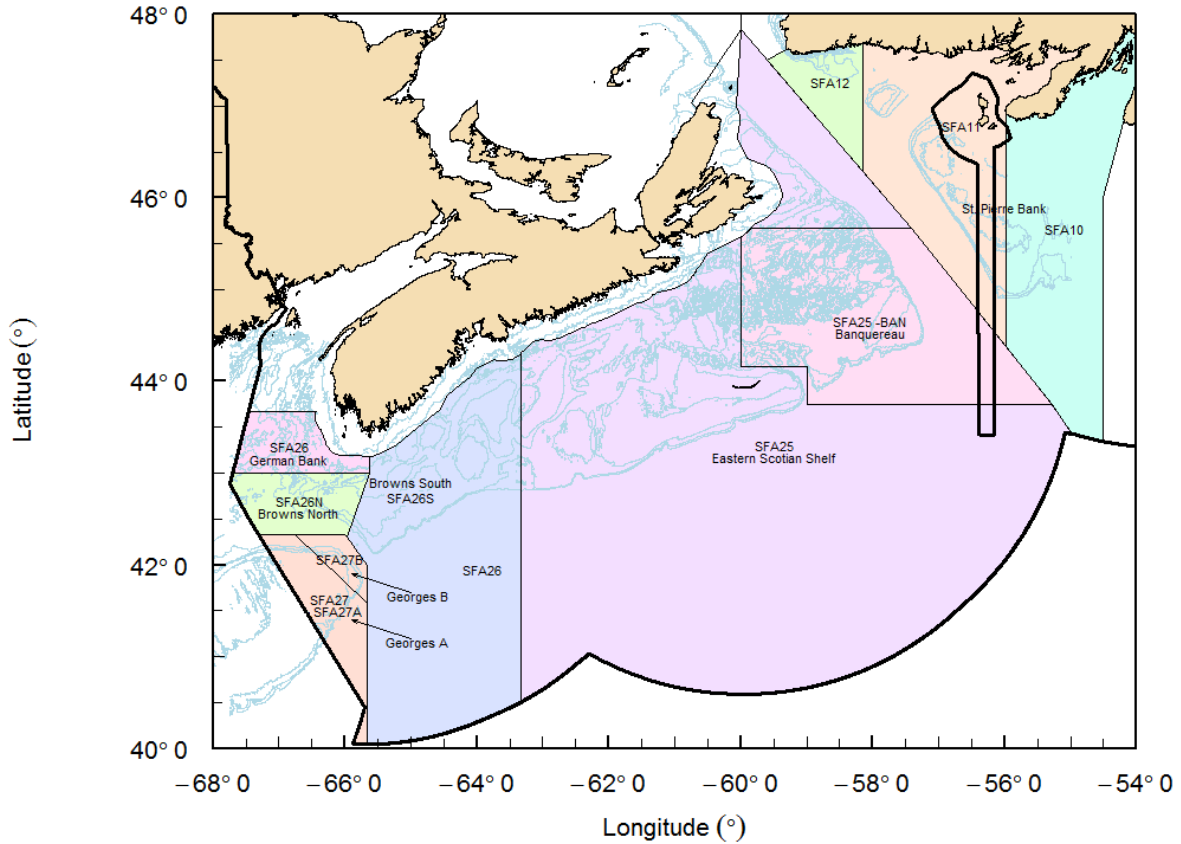 48° 0
46° 0
44° 0
42° 0
40° 0
Latitude (°)
SFA12
SFA11
St. Pierre Bank
SFA10
SFA25 -BAN
Banquereau
SFA25
Eastern Scotian Shelf
SFA26
German Bank
Browns South
SFA26S
SFA26N
Browns North
SFA27B
SFA26
Georges B
SFA27
SFA27A
Georges A
−68° 0 −66° 0 −64° 0 −62° 0 −60° 0 −58° 0 −56° 0 −54° 0
Longitude (°)